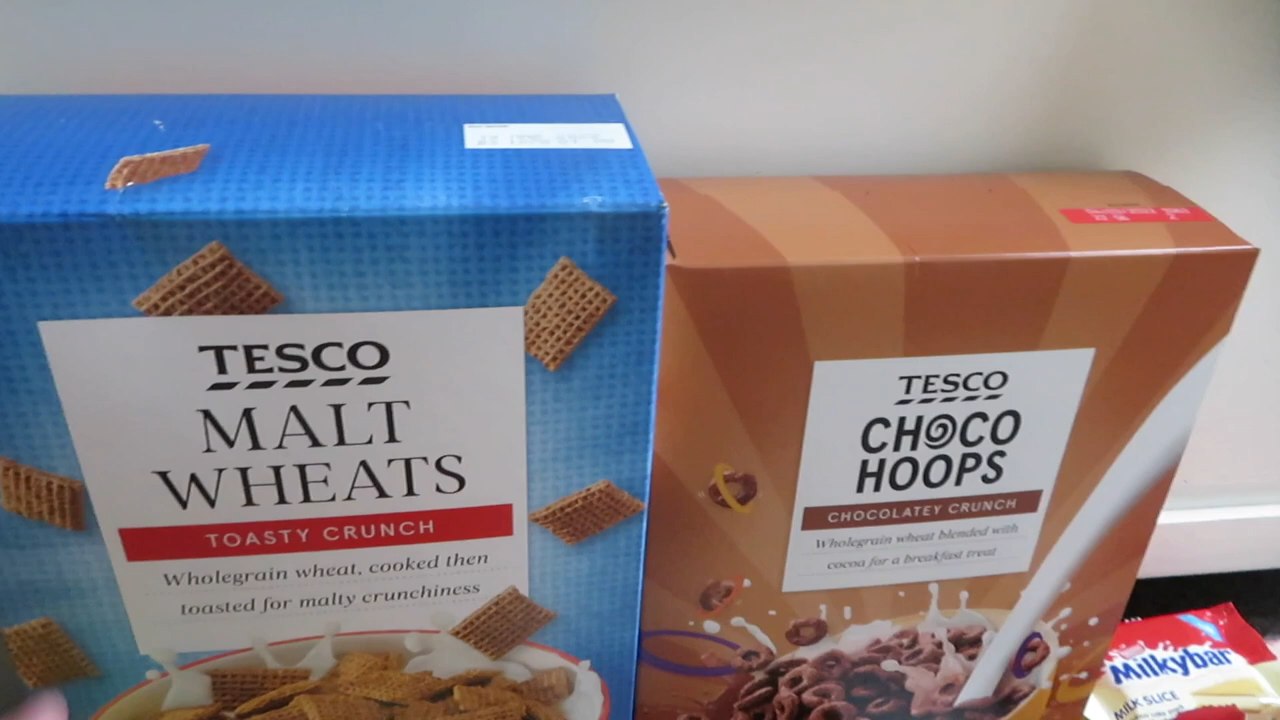 TESCO
MALT
WHEATS
TOASTY CRUNCH
Wholegrain wheat, cooked then
toasted for malty crunchiness
TESCO
CHOCO
HOOPS
CHOCOLATEY CRUNCH
Wholegrain wheat blended with
cocoa for a breakfast treat
Milkybar
MILK SLICE